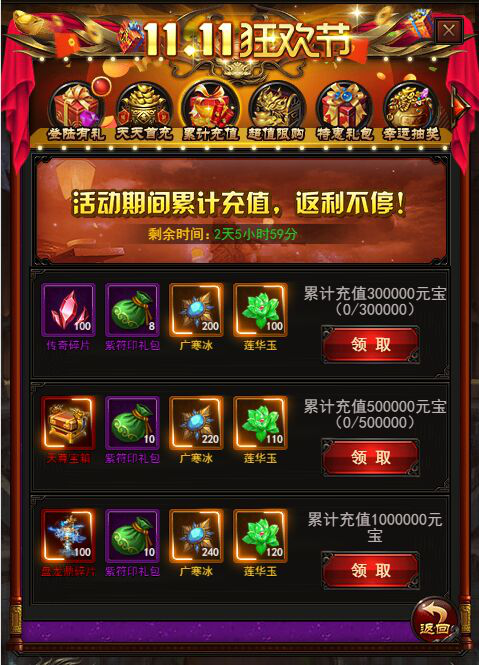 11.11狂欢节
登陆有礼 天天首充 累计充值 超值限购 特惠礼包 幸运抽奖
活动期间累计充值，返利不停！
剩余时间：2天5小时59分
100 8 200 100
传奇碎片 紫符印礼包 广寒冰 莲华玉
累计充值300000元宝
(0/300000)
领取
10 220 110
天尊宝箱 紫符印礼包 广寒冰 莲华玉
累计充值500000元宝
(0/500000)
领取
100 10 240 120
盘龙鼎碎片 紫符印礼包 广寒冰 莲华玉
累计充值1000000元
宝
领取
返回